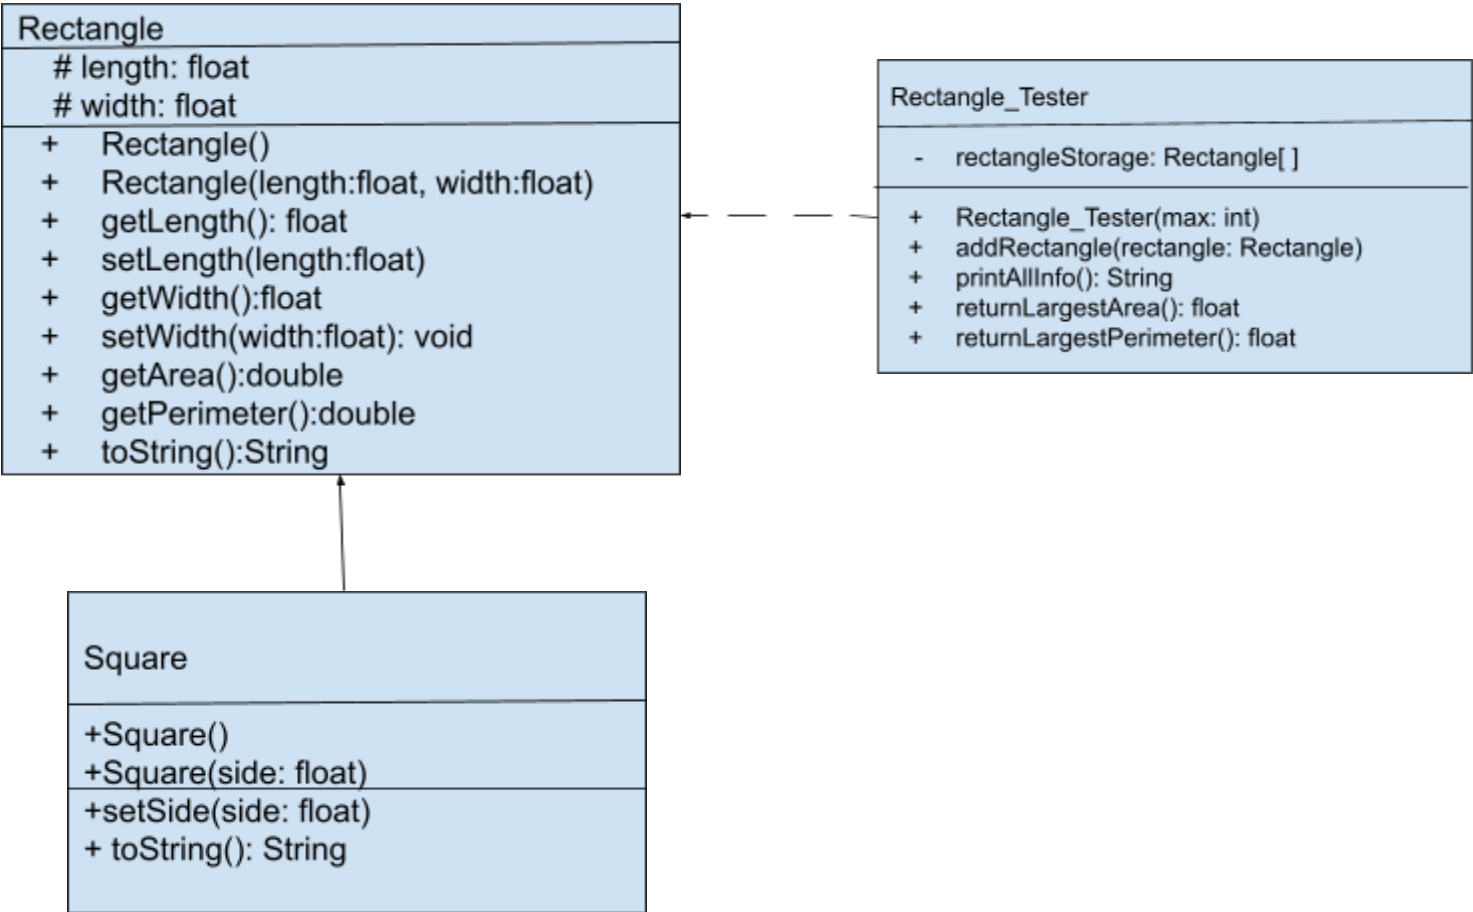 Rectangle
# length: float
# width: float
+ Rectangle()
+ Rectangle(length:float, width:float)
+ getLength(): float
+ setLength(length:float)
+ getWidth():float
+ setWidth(width:float): void
+ getArea():double
+ getPerimeter():double
+ toString():String
Rectangle_Tester
- rectangleStorage: Rectangle[ ]
+ Rectangle_Tester(max: int)
+ addRectangle(rectangle: Rectangle)
+ printAllInfo(): String
+ returnLargestArea(): float
+ returnLargestPerimeter(): float
Square
+Square()
+Square(side: float)
+setSide(side: float)
+ toString(): String